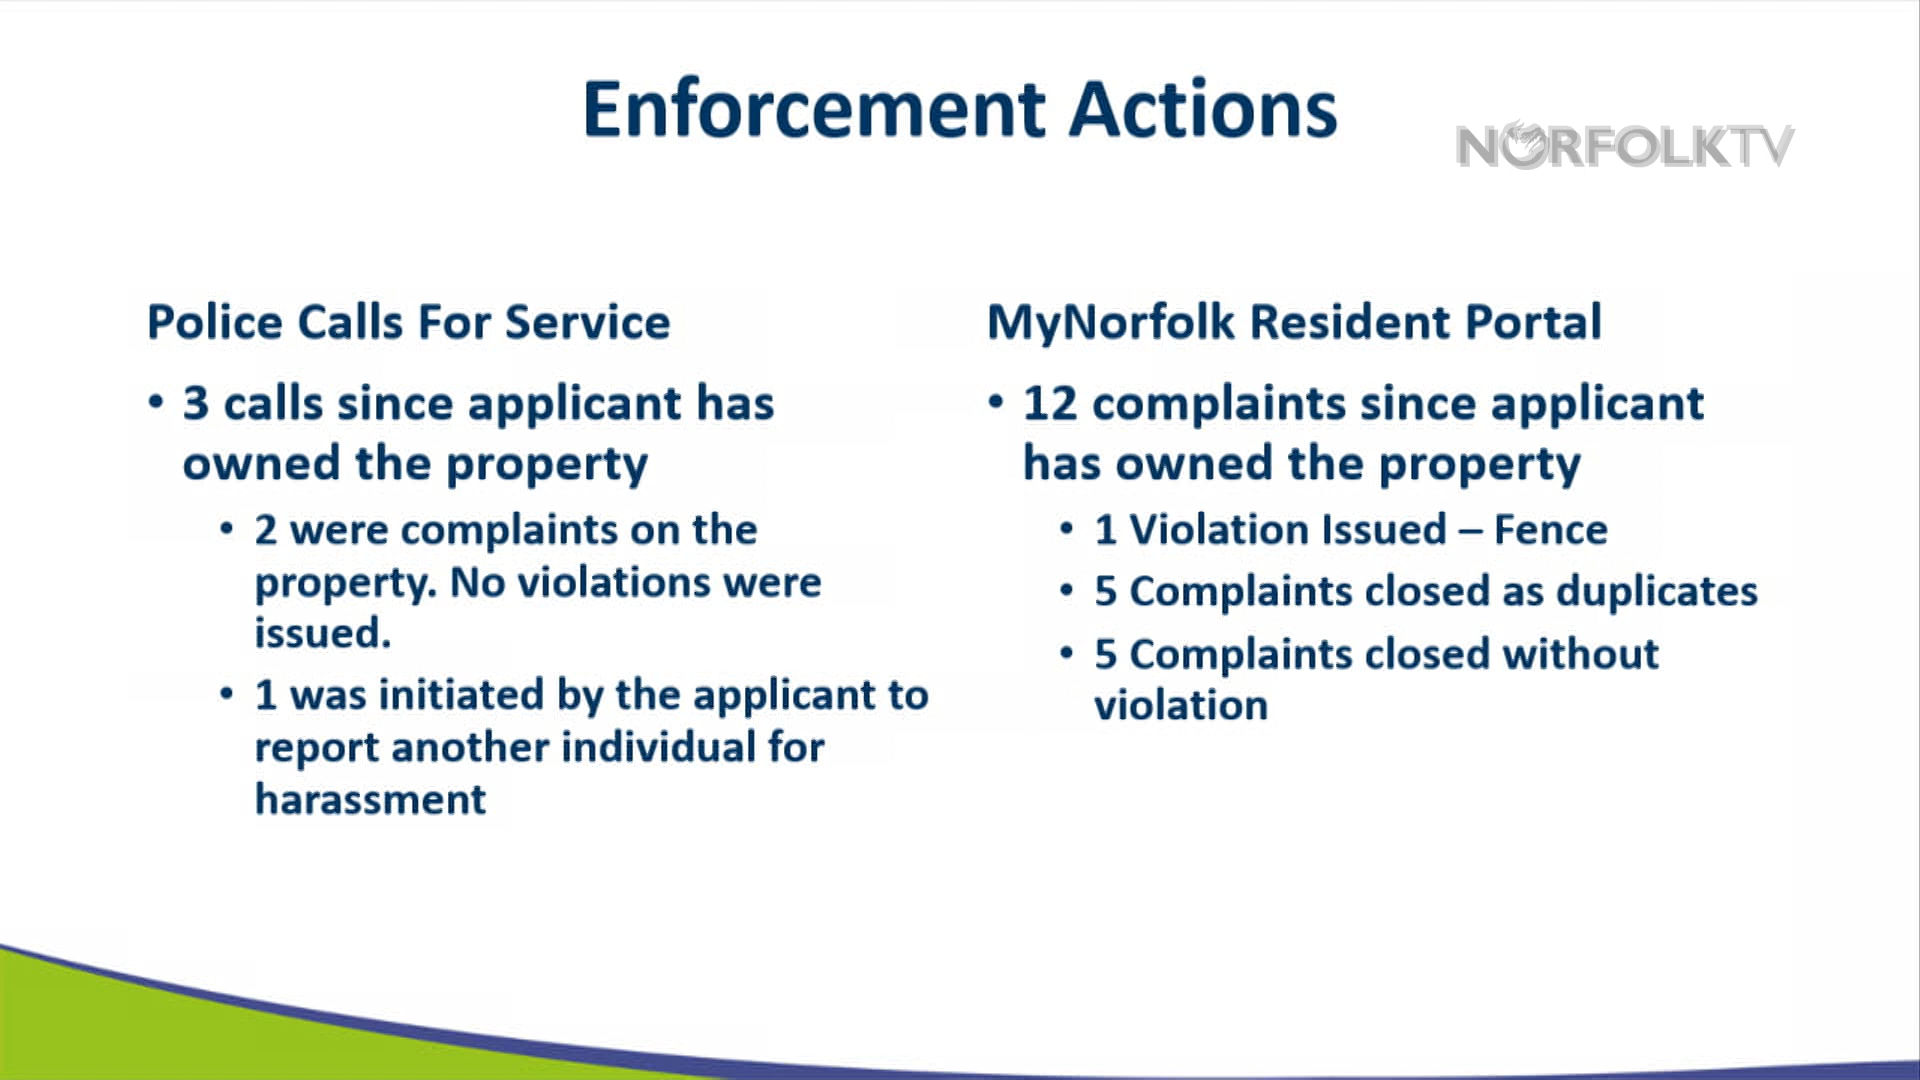 Enforcement Actions
NORFOLKTV
Police Calls For Service
• 3 calls since applicant has
owned the property
• 2 were complaints on the
property. No violations were
issued.
• 1 was initiated by the applicant to
report another individual for
harassment
MyNorfolk Resident Portal
• 12 complaints since applicant
has owned the property
• 1 Violation Issued – Fence
• 5 Complaints closed as duplicates
• 5 Complaints closed without
violation